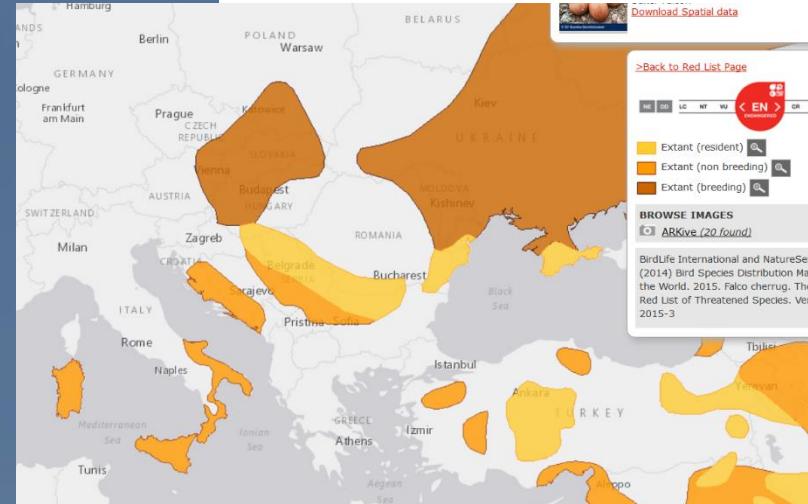 Hamburg
BELARUS
Berlin
POLAND
Warsaw
GERMANY
Frankfurt
am Main
Prague
Katowice
Kiev
CZECH
REPUBLIC
UKRAINE
SLOVAKIA
Vienna
AUSTRIA
Budapest
HUNGARY
MOLDOVA
Kishinev
SWITZERLAND
Milan
Zagreb
ROMANIA
CROATIA
Belgrade
SERBIA
Bucharest
Sarajevo
Black
Sea
ITALY
Pristina
Sofia
Rome
Naples
Istanbul
Tbilisi
Ankara
Yerevan
TURKEY
Mediterranean
Sea
Ionian
Sea
GREECE
Athens
Izmir
Tunis
Aegean
Sea
Aleppo
Download Spatial data
>Back to Red List Page
NE DD LC NT VU < EN > CR
ENDANGERED
Extant (resident)
Extant (non breeding)
Extant (breeding)
BROWSE IMAGES
ARKive (20 found)
BirdLife International and NatureSe
(2014) Bird Species Distribution Ma
the World. 2015. Falco cherrug. The
Red List of Threatened Species. Ver
2015-3